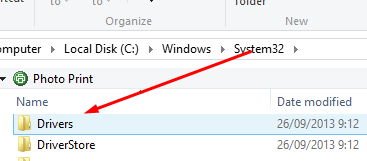 folder
Organize New
omputer › Local Disk (C:) › Windows › System32 ›
Photo Print
Name Date modified
Drivers 26/09/2013 9:12
DriverStore 26/09/2013 9:12